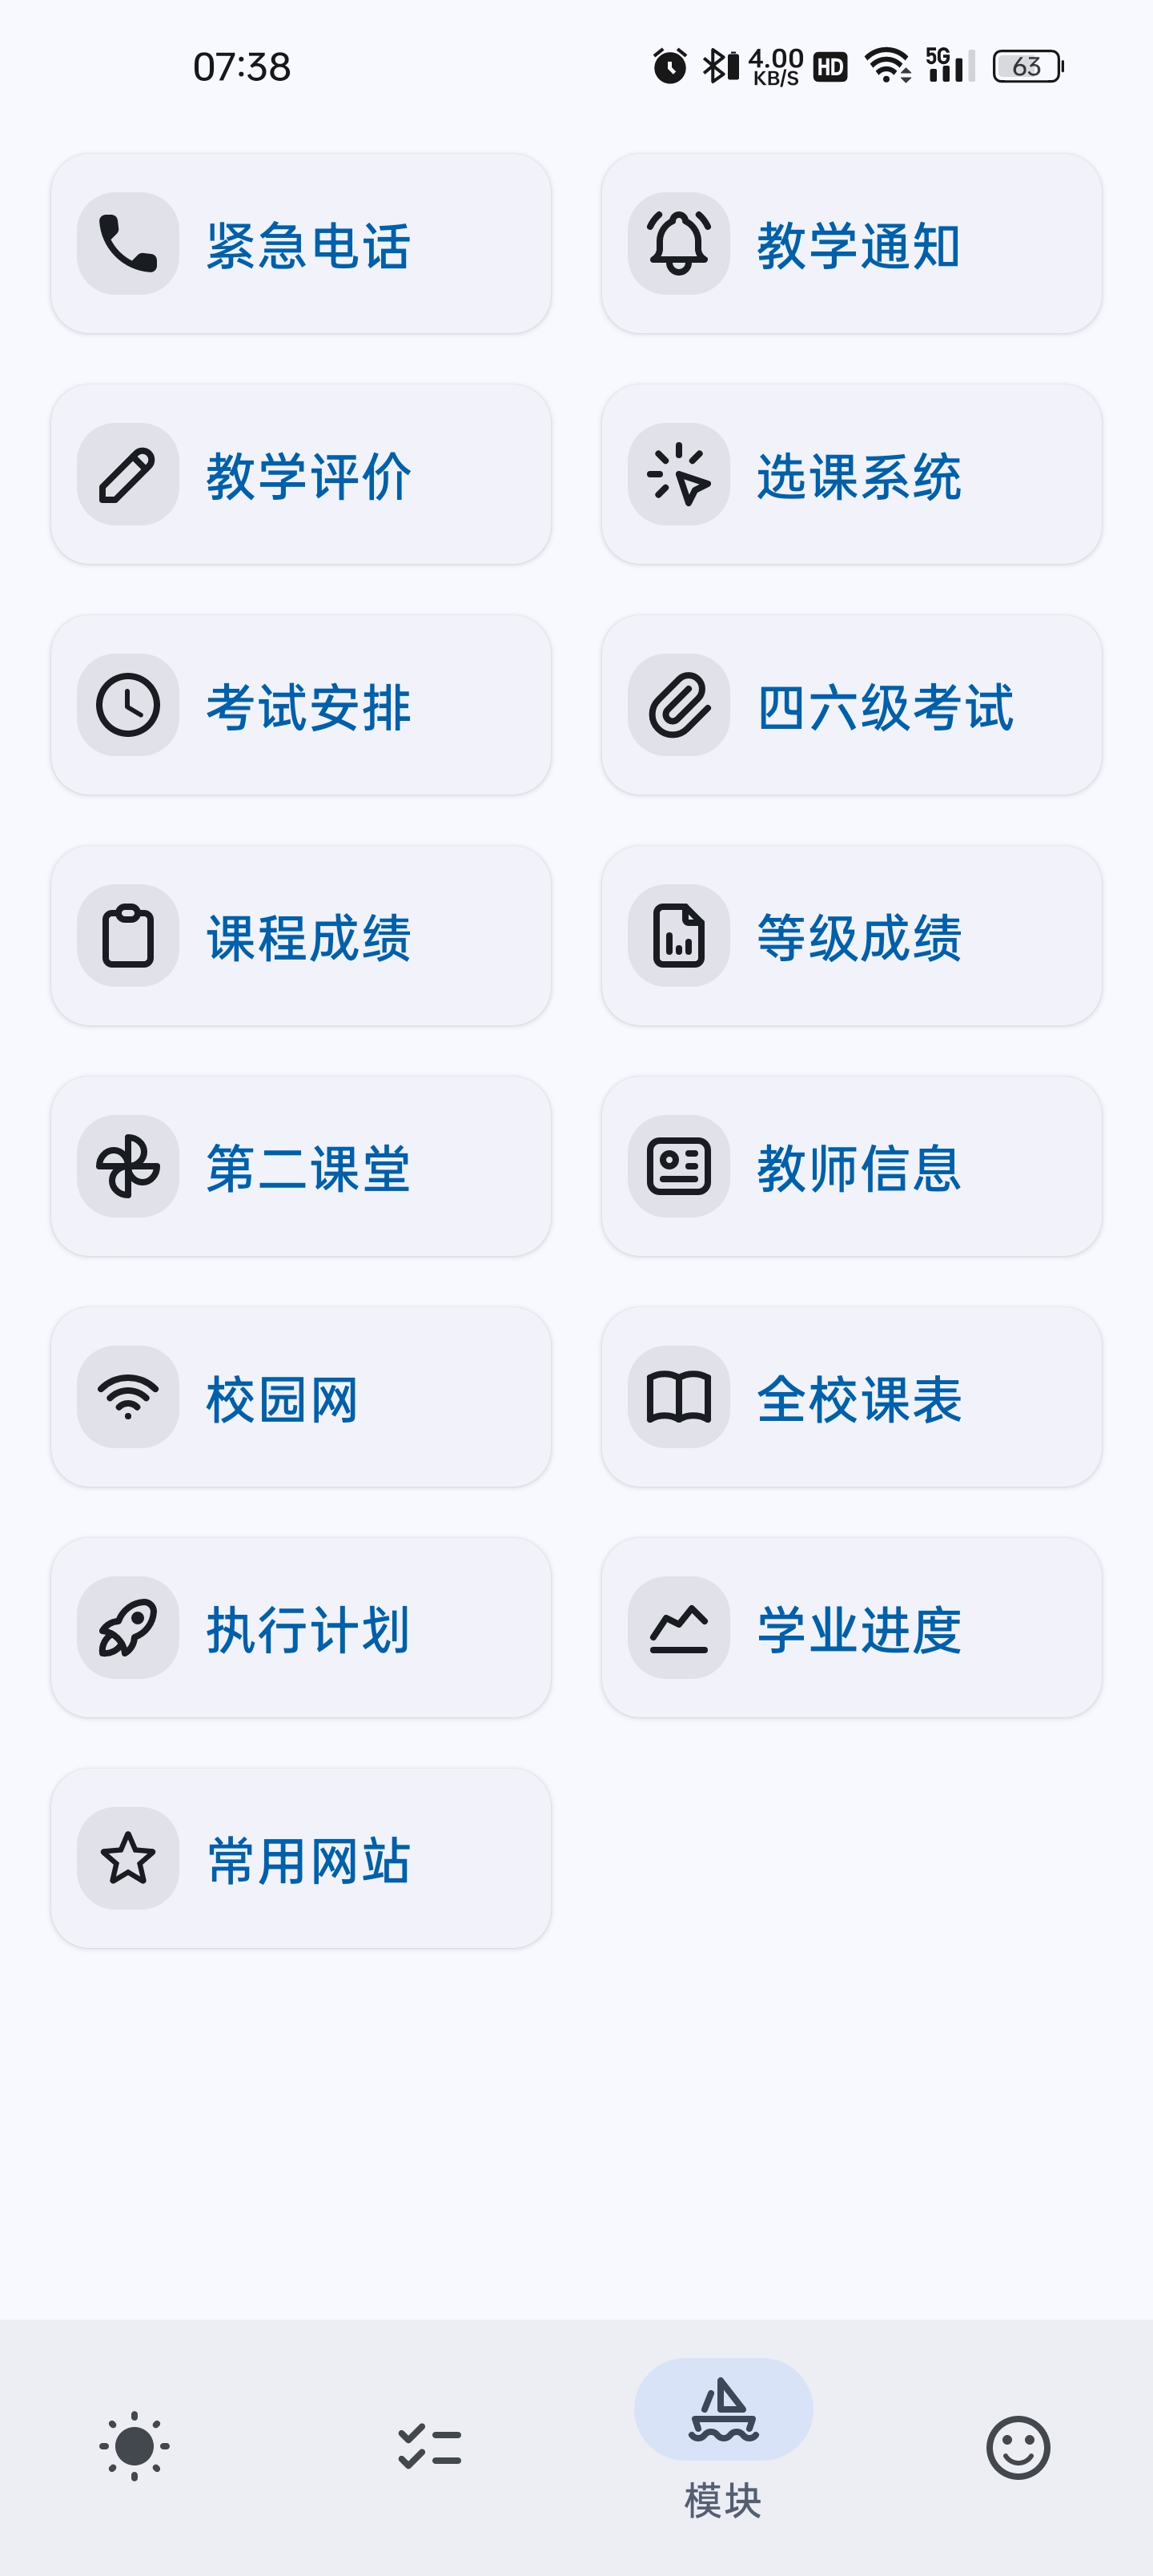 07:38
4.00
KB/S
HD
5G
63
紧急电话
教学通知
教学评价
选课系统
考试安排
四六级考试
课程成绩
等级成绩
第二课堂
教师信息
校园网
全校课表
执行计划
学业进度
常用网站
模块